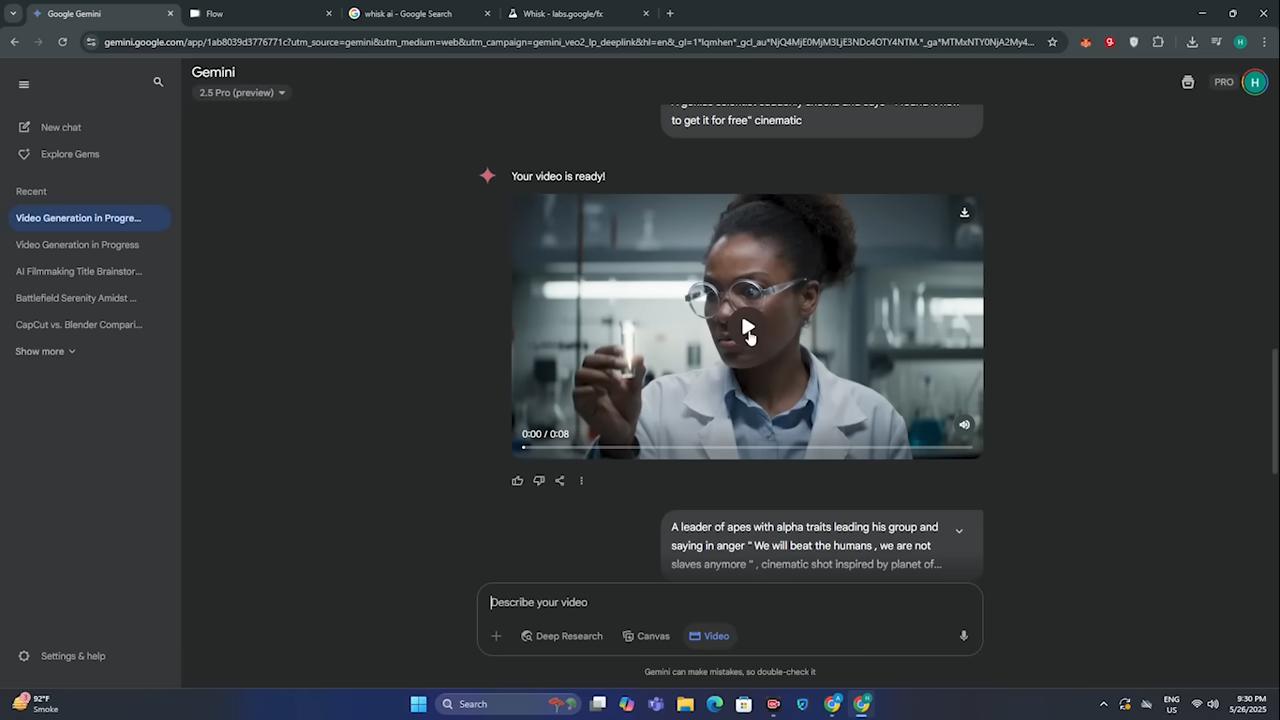 Google Gemini
Flow
whisk ai - Google Search
Whisk - labs.google/fx
gemini.google.com/app/1ab8039d3776771c?utm_source=gemini&utm_medium=web&utm_campaign=gemini_veo2_lp_deeplink&hl=en&_gl=1*lqmhen*_gcl_au*
g.
H
Gemini
2.5 Pro (preview)
PRO
H
New chat
Explore Gems
Recent
Video Generation in Progre...
Video Generation in Progress
AI Filmmaking Title Brainstor...
Battlefield Serenity Amidst ...
CapCut vs. Blender Compari...
Show more
Settings & help
to get it for free" cinematic
Your video is ready!
0:00 / 0:08
A leader of apes with alpha traits leading his group and
saying in anger " We will beat the humans , we are not
slaves anymore " , cinematic shot inspired by planet of...
Describe your video
Deep Research
Canvas
Video
Gemini can make mistakes, so double-check it
92°F
Smoke
Search
ENG
US
9:30 PM
5/26/2025